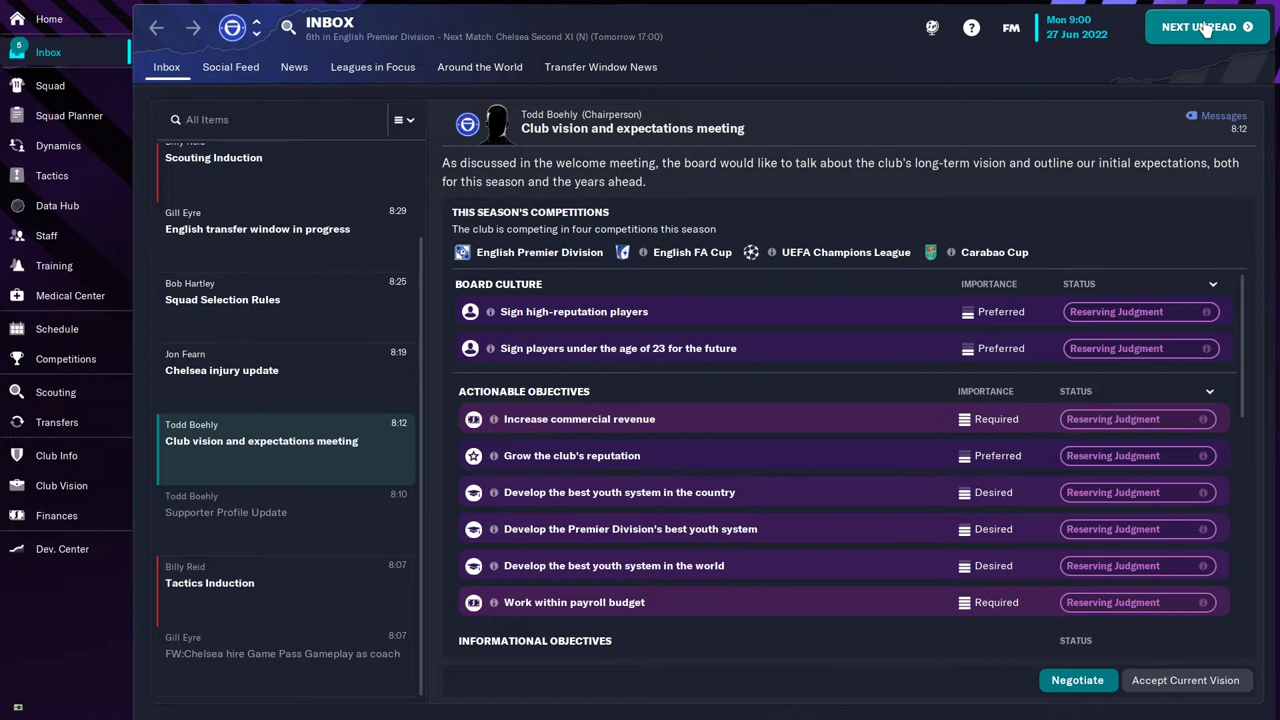 Home
5
Inbox
Squad
Squad Planner
Dynamics
Tactics
Data Hub
Staff
Training
Medical Center
Schedule
Competitions
Scouting
Transfers
Club Info
Club Vision
Finances
Dev. Center
INBOX
6th in English Premier Division - Next Match: Chelsea Second XI (N) (Tomorrow 17:00)
FM
Mon 9:00
27 Jun 2022
NEXT UNREAD
Inbox
Social Feed
News
Leagues in Focus
Around the World
Transfer Window News
All Items
Billy Reid
Scouting Induction
Gill Eyre 8:29
English transfer window in progress
Bob Hartley 8:25
Squad Selection Rules
Jon Fearn 8:19
Chelsea injury update
Todd Boehly 8:12
Club vision and expectations meeting
Todd Boehly 8:10
Supporter Profile Update
Billy Reid 8:07
Tactics Induction
Gill Eyre 8:07
FW:Chelsea hire Game Pass Gameplay as coach
Todd Boehly (Chairperson)
Club vision and expectations meeting
Messages
8:12
As discussed in the welcome meeting, the board would like to talk about the club's long-term vision and outline our initial expectations, both
for this season and the years ahead.
THIS SEASON'S COMPETITIONS
The club is competing in four competitions this season
English Premier Division English FA Cup UEFA Champions League Carabao Cup
BOARD CULTURE IMPORTANCE STATUS
Sign high-reputation players Preferred Reserving Judgment
Sign players under the age of 23 for the future Preferred Reserving Judgment
ACTIONABLE OBJECTIVES IMPORTANCE STATUS
Increase commercial revenue Required Reserving Judgment
Grow the club's reputation Preferred Reserving Judgment
Develop the best youth system in the country Desired Reserving Judgment
Develop the Premier Division's best youth system Desired Reserving Judgment
Develop the best youth system in the world Desired Reserving Judgment
Work within payroll budget Required Reserving Judgment
INFORMATIONAL OBJECTIVES STATUS
Negotiate
Accept Current Vision